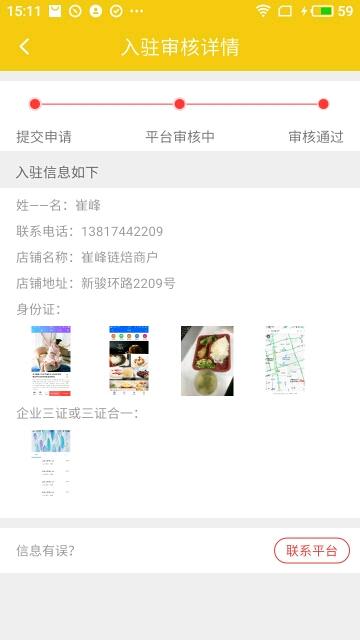 15:11
59
入驻审核详情
提交申请 平台审核中 审核通过
入驻信息如下
姓——名：崔峰
联系电话：13817442209
店铺名称：崔峰链焙商户
店铺地址：新骏环路2209号
身份证：
企业三证或三证合一：
信息有误？ 联系平台